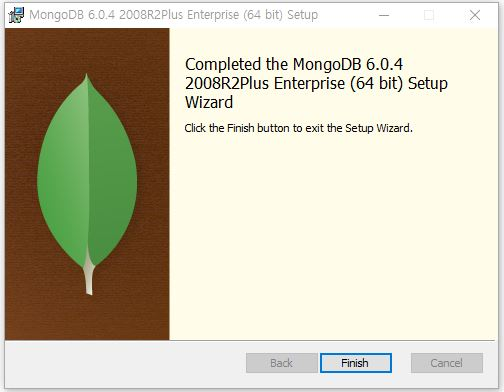 MongoDB 6.0.4 2008R2Plus Enterprise (64 bit) Setup
Completed the MongoDB 6.0.4
2008R2Plus Enterprise (64 bit) Setup
Wizard
Click the Finish button to exit the Setup Wizard.
Back
Finish
Cancel